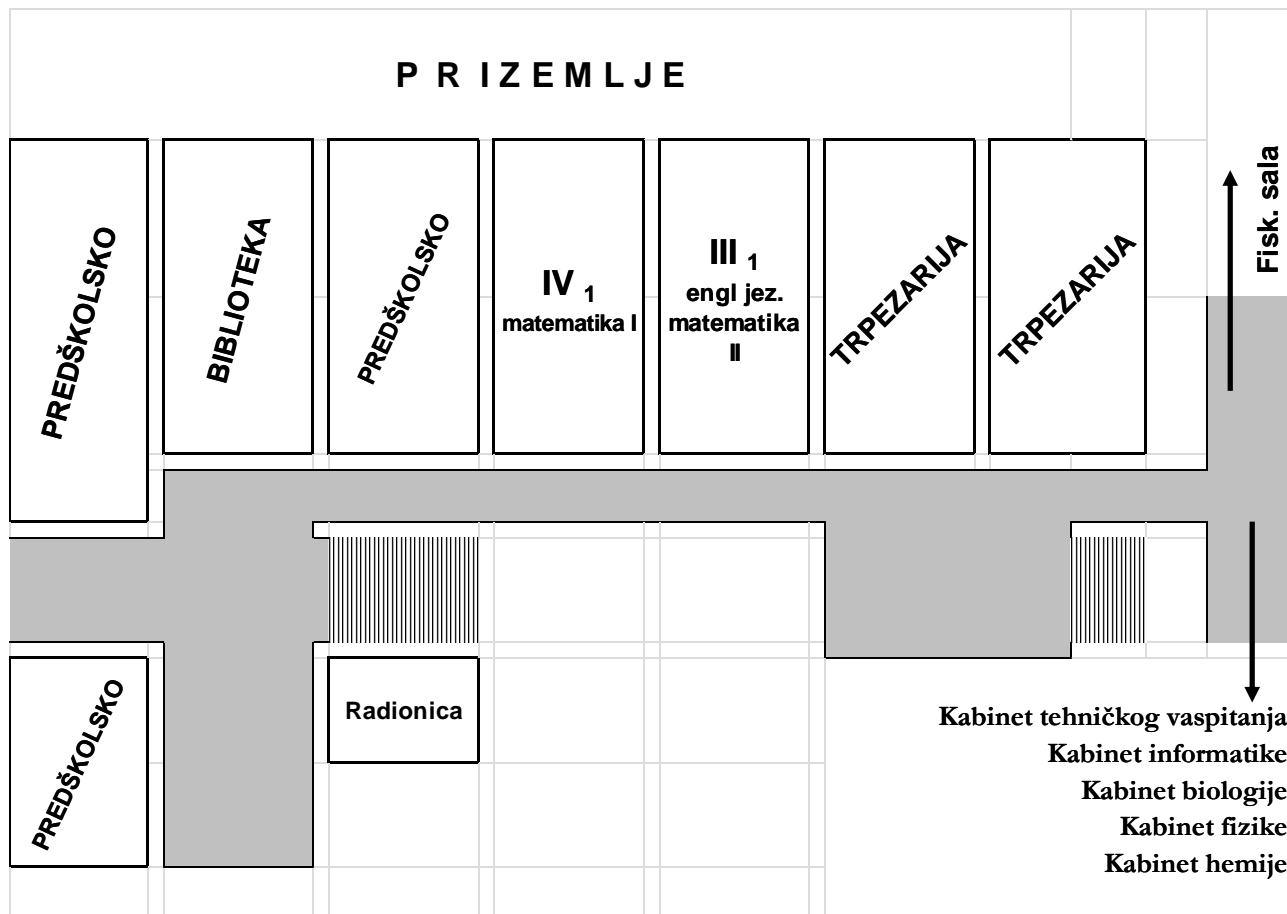 P R I Z E M L J E
PREDŠKOLSKO
BIBLIOTEKA
PREDŠKOLSKO
IV 1
matematika I
III 1
engl jez.
matematika
II
TRPEZARIJA
TRPEZARIJA
Fisk. sala
PREDŠKOLSKO
Radionica
Kabinet tehničkog vaspitanja
Kabinet informatike
Kabinet biologije
Kabinet fizike
Kabinet hemije